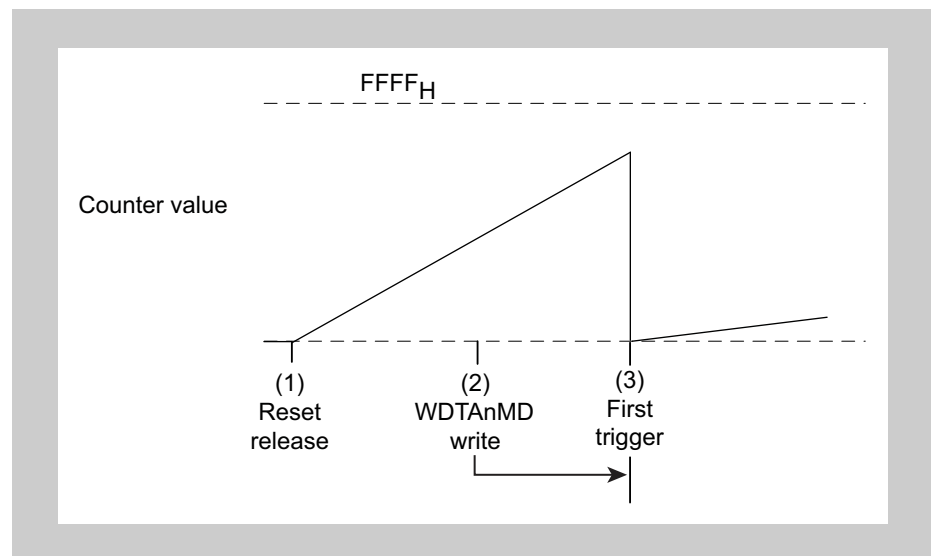 FFFFH
Counter value
(1)
Reset
release
(2)
WDTAnMD
write
(3)
First
trigger